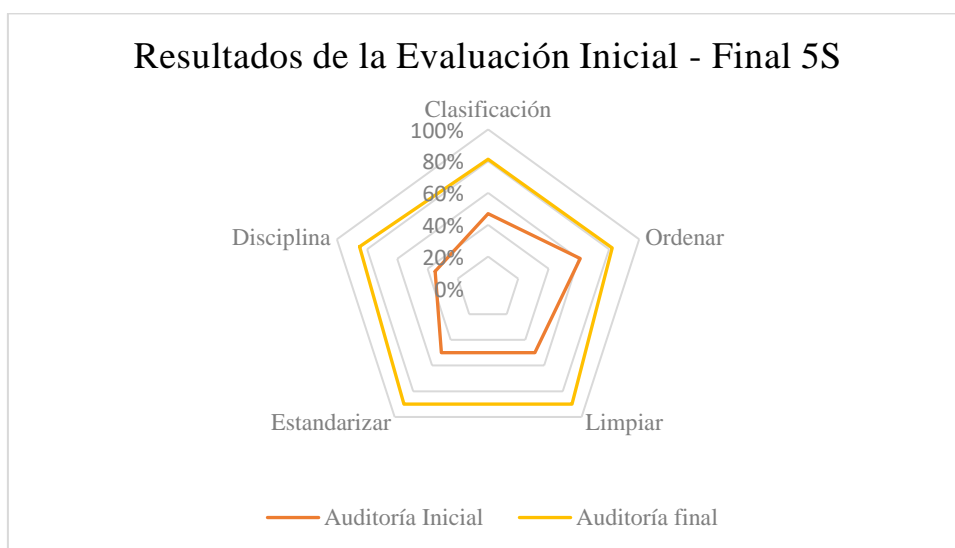 Resultados de la Evaluación Inicial - Final 5S
Clasificación
100%
80%
60%
40%
20%
0%
Disciplina
Ordenar
Estandarizar
Limpiar
Auditoría Inicial
Auditoría final